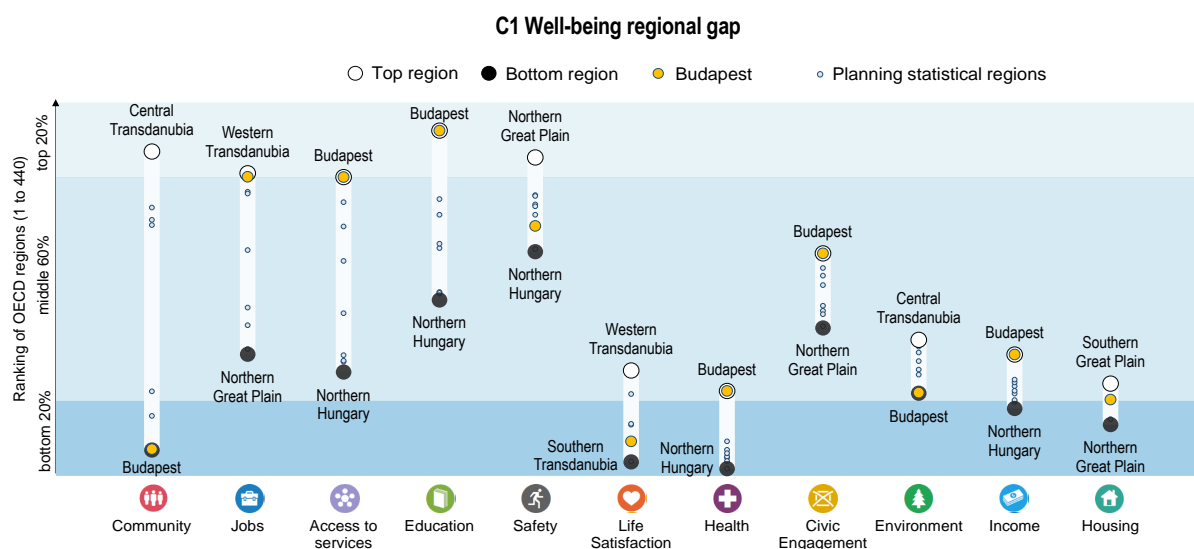 C1 Well-being regional gap
Top region
Bottom region
Budapest
Planning statistical regions
Ranking of OECD regions (1 to 440)
top 20%
middle 60%
bottom 20%
Central
Transdanubia
Budapest
Western
Transdanubia
Northern
Great Plain
Budapest
Northern
Hungary
Budapest
Northern
Hungary
Northern
Great Plain
Northern
Hungary
Western
Transdanubia
Southern
Transdanubia
Budapest
Northern
Hungary
Budapest
Northern
Great Plain
Central
Transdanubia
Budapest
Budapest
Northern
Hungary
Southern
Great Plain
Northern
Great Plain
Community
Jobs
Access to
services
Education
Safety
Life
Satisfaction
Health
Civic
Engagement
Environment
Income
Housing